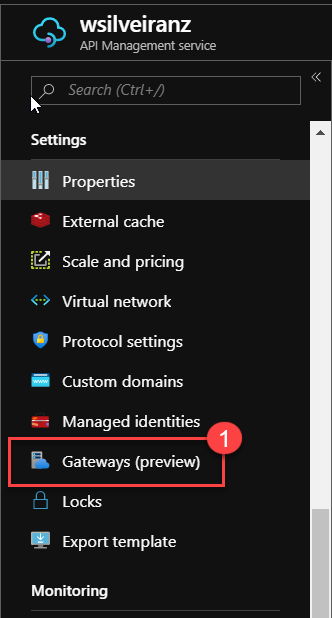 wsilveiranz
API Management service
Search (Ctrl+/)
Settings
Properties
External cache
Scale and pricing
Virtual network
Protocol settings
Custom domains
Managed identities
1
Gateways (preview)
Locks
Export template
Monitoring